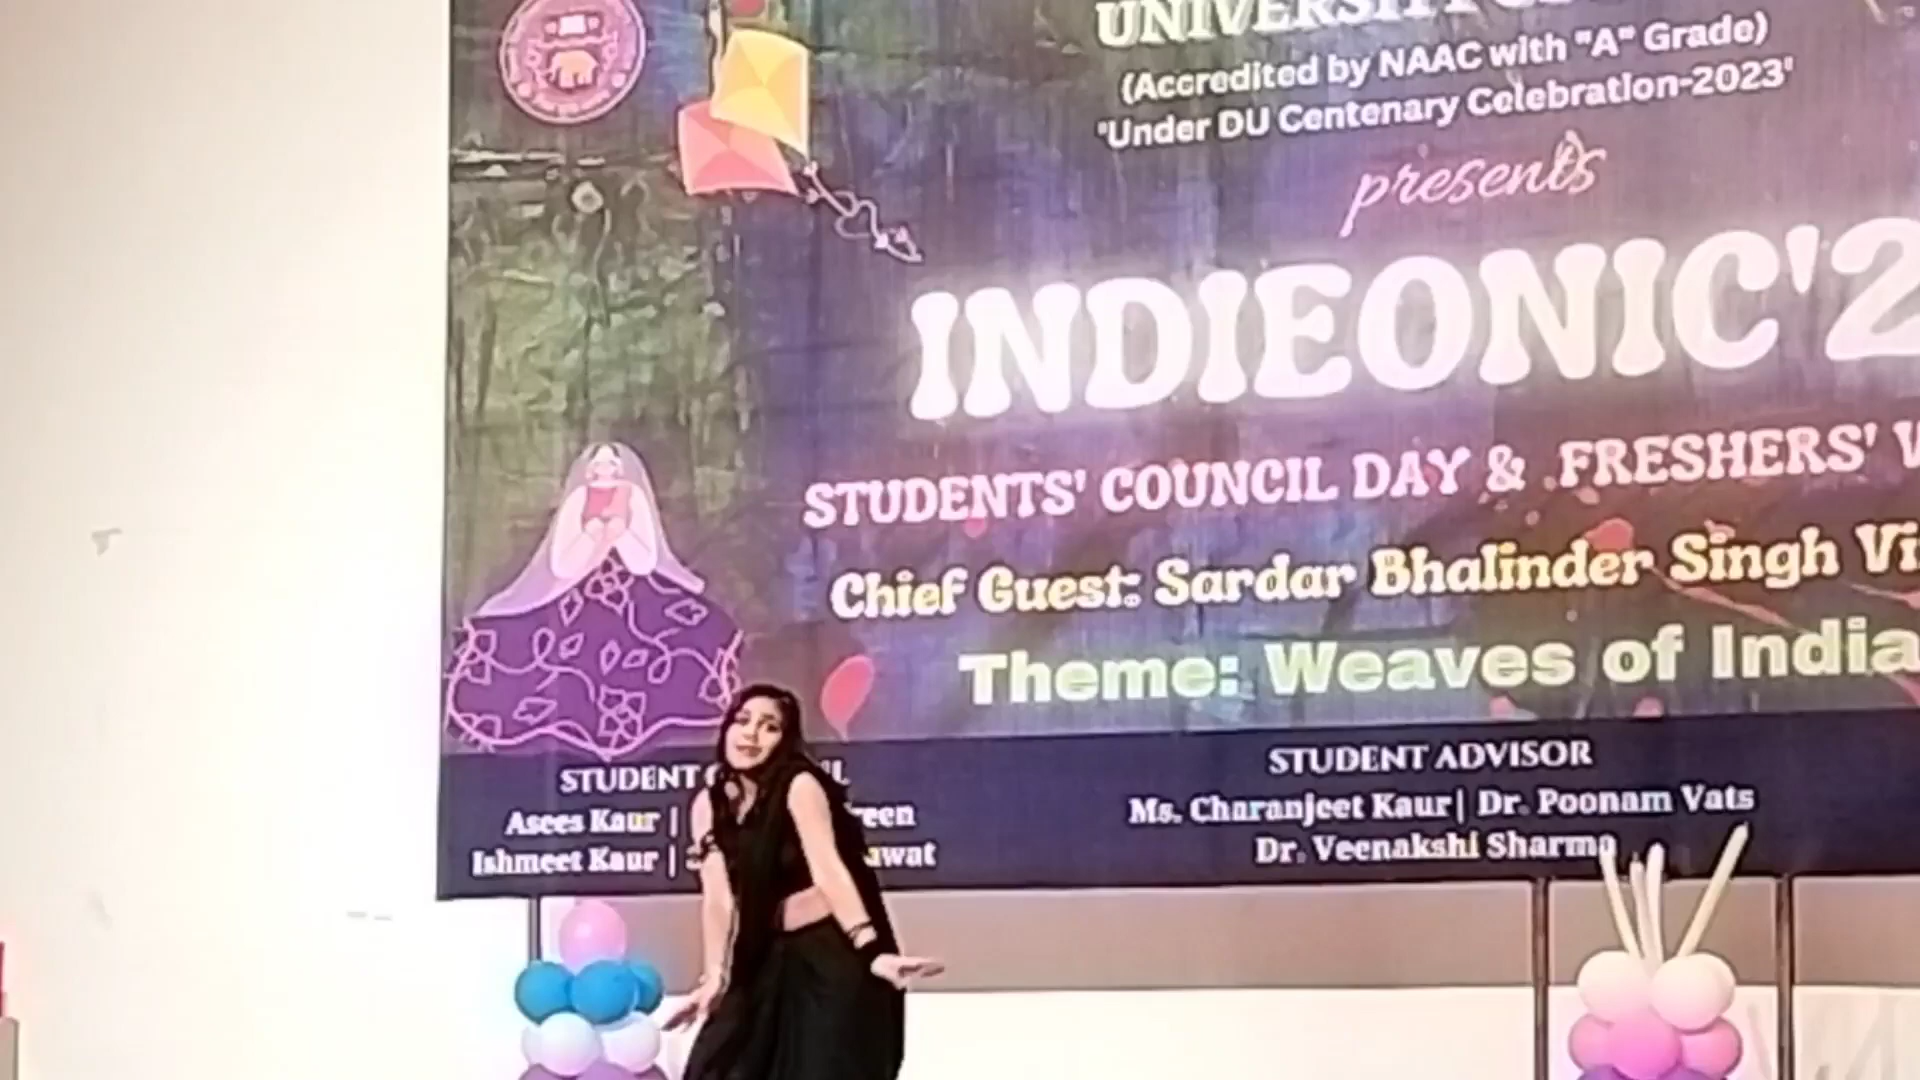 UNIVERSITY
(Accredited by NAAC with "A" Grade)
'Under DU Centenary Celebration-2023'
presents
INDIEONIC'2
STUDENTS' COUNCIL DAY & FRESHERS'
Chief Guest: Sardar Bhalinder Singh
Theme: Weaves of India
STUDENT
Asees Kaur |
Ishmeet Kaur |
STUDENT ADVISOR
Ms. Charanjeet Kaur| Dr. Poonam Vats
Dr. Veenakshi Sharma